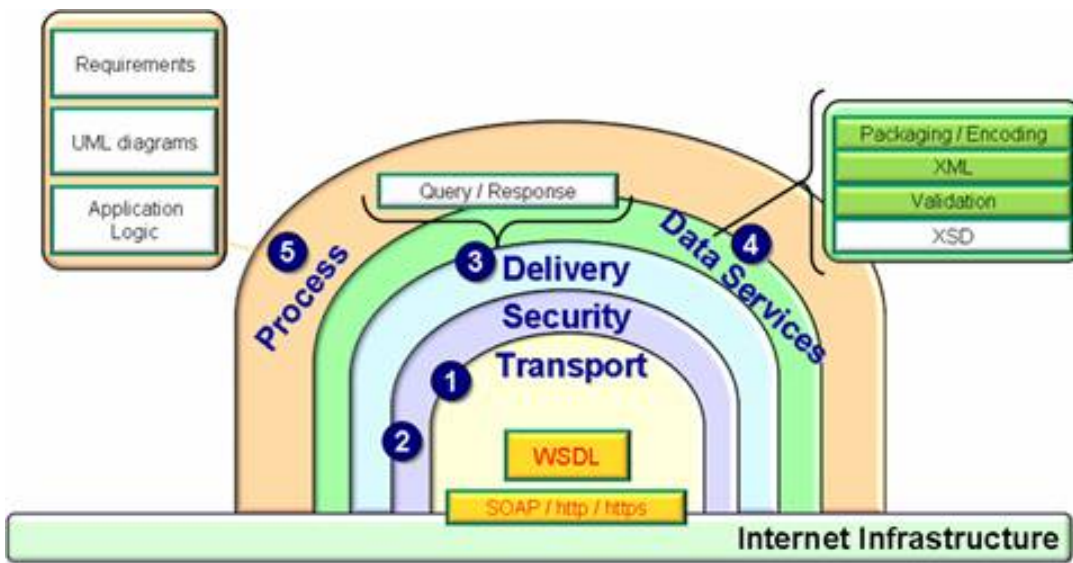 Requirements
UML diagrams
Application
Logic
Packaging / Encoding
XML
Validation
XSD
Query / Response
5
Process
4
Data Services
3
Delivery
Security
1
Transport
2
WSDL
SOAP / http / https
Internet Infrastructure